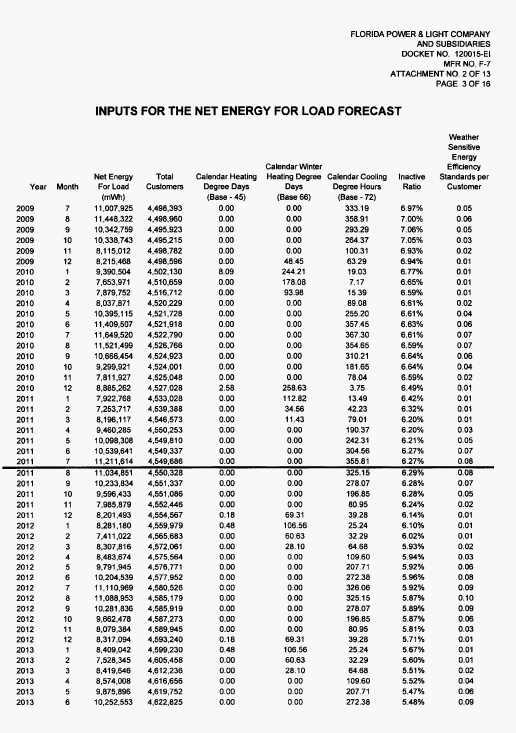 FLORIDA POWER & LIGHT COMPANY
AND SUBSIDIARIES
DOCKET NO. 120015-EI
MFR NO. F-7
ATTACHMENT NO. 2 OF 13
PAGE 3 OF 16
INPUTS FOR THE NET ENERGY FOR LOAD FORECAST
Year Month Net Energy For Load (mWh) Total Customers Calendar Heating Degree Days (Base - 45) Calendar Winter Heating Degree Days (Base 66) Calendar Cooling Degree Hours (Base - 72) Inactive Ratio Weather Sensitive Energy Efficiency Standards per Customer
2009 7 11,007,925 4,498,393 0.00 0.00 333.19 6.97% 0.05
2009 8 11,448,322 4,498,960 0.00 0.00 358.91 7.00% 0.06
2009 9 10,342,759 4,495,923 0.00 0.00 293.29 7.06% 0.05
2009 10 10,338,743 4,495,215 0.00 0.00 264.37 7.05% 0.03
2009 11 8,115,012 4,498,782 0.00 0.00 100.31 6.93% 0.02
2009 12 8,215,468 4,498,596 0.00 48.45 63.29 6.94% 0.01
2010 1 9,390,504 4,502,130 8.09 244.21 19.03 6.77% 0.01
2010 2 7,653,971 4,510,659 0.00 178.08 7.17 6.65% 0.01
2010 3 7,879,752 4,516,712 0.00 93.98 15.39 6.59% 0.01
2010 4 8,037,871 4,520,229 0.00 0.00 89.08 6.61% 0.02
2010 5 10,395,115 4,521,728 0.00 0.00 255.20 6.61% 0.04
2010 6 11,409,507 4,521,918 0.00 0.00 357.45 6.63% 0.06
2010 7 11,649,520 4,522,790 0.00 0.00 367.30 6.61% 0.07
2010 8 11,521,499 4,526,766 0.00 0.00 354.65 6.59% 0.07
2010 9 10,666,454 4,524,923 0.00 0.00 310.21 6.64% 0.06
2010 10 9,299,921 4,524,001 0.00 0.00 181.65 6.64% 0.04
2010 11 7,811,927 4,525,048 0.00 0.00 78.04 6.59% 0.02
2010 12 8,885,262 4,527,028 2.58 258.63 3.75 6.49% 0.01
2011 1 7,922,768 4,533,028 0.00 112.82 13.49 6.42% 0.01
2011 2 7,253,717 4,539,388 0.00 34.56 42.23 6.32% 0.01
2011 3 8,196,117 4,546,573 0.00 11.43 79.01 6.20% 0.01
2011 4 9,460,285 4,550,253 0.00 0.00 190.37 6.20% 0.03
2011 5 10,098,308 4,549,810 0.00 0.00 242.31 6.21% 0.05
2011 6 10,539,641 4,549,337 0.00 0.00 304.56 6.27% 0.07
2011 7 11,211,614 4,549,686 0.00 0.00 355.81 6.27% 0.08
2011 8 11,034,851 4,550,328 0.00 0.00 325.15 6.29% 0.08
2011 9 10,233,834 4,551,337 0.00 0.00 278.07 6.28% 0.07
2011 10 9,596,433 4,551,086 0.00 0.00 196.85 6.28% 0.05
2011 11 7,985,879 4,552,446 0.00 0.00 80.95 6.24% 0.02
2011 12 8,201,493 4,554,567 0.18 69.31 39.28 6.14% 0.01
2012 1 8,281,180 4,559,979 0.48 106.56 25.24 6.10% 0.01
2012 2 7,411,022 4,565,683 0.00 60.63 32.29 6.02% 0.01
2012 3 8,307,816 4,572,061 0.00 28.10 64.68 5.93% 0.02
2012 4 8,483,674 4,575,564 0.00 0.00 109.60 5.94% 0.03
2012 5 9,791,945 4,576,771 0.00 0.00 207.71 5.92% 0.06
2012 6 10,204,539 4,577,952 0.00 0.00 272.38 5.96% 0.08
2012 7 11,110,969 4,580,526 0.00 0.00 326.06 5.92% 0.09
2012 8 11,088,953 4,585,179 0.00 0.00 325.15 5.87% 0.10
2012 9 10,281,836 4,585,919 0.00 0.00 278.07 5.89% 0.09
2012 10 9,662,478 4,587,273 0.00 0.00 196.85 5.87% 0.06
2012 11 8,079,384 4,589,945 0.00 0.00 80.95 5.81% 0.03
2012 12 8,317,094 4,593,240 0.18 69.31 39.28 5.71% 0.01
2013 1 8,409,042 4,599,230 0.48 106.56 25.24 5.67% 0.01
2013 2 7,528,345 4,605,458 0.00 60.63 32.29 5.60% 0.01
2013 3 8,419,646 4,612,236 0.00 28.10 64.68 5.51% 0.02
2013 4 8,574,008 4,616,656 0.00 0.00 109.60 5.52% 0.04
2013 5 9,875,896 4,619,752 0.00 0.00 207.71 5.47% 0.06
2013 6 10,252,553 4,622,825 0.00 0.00 272.38 5.48% 0.09